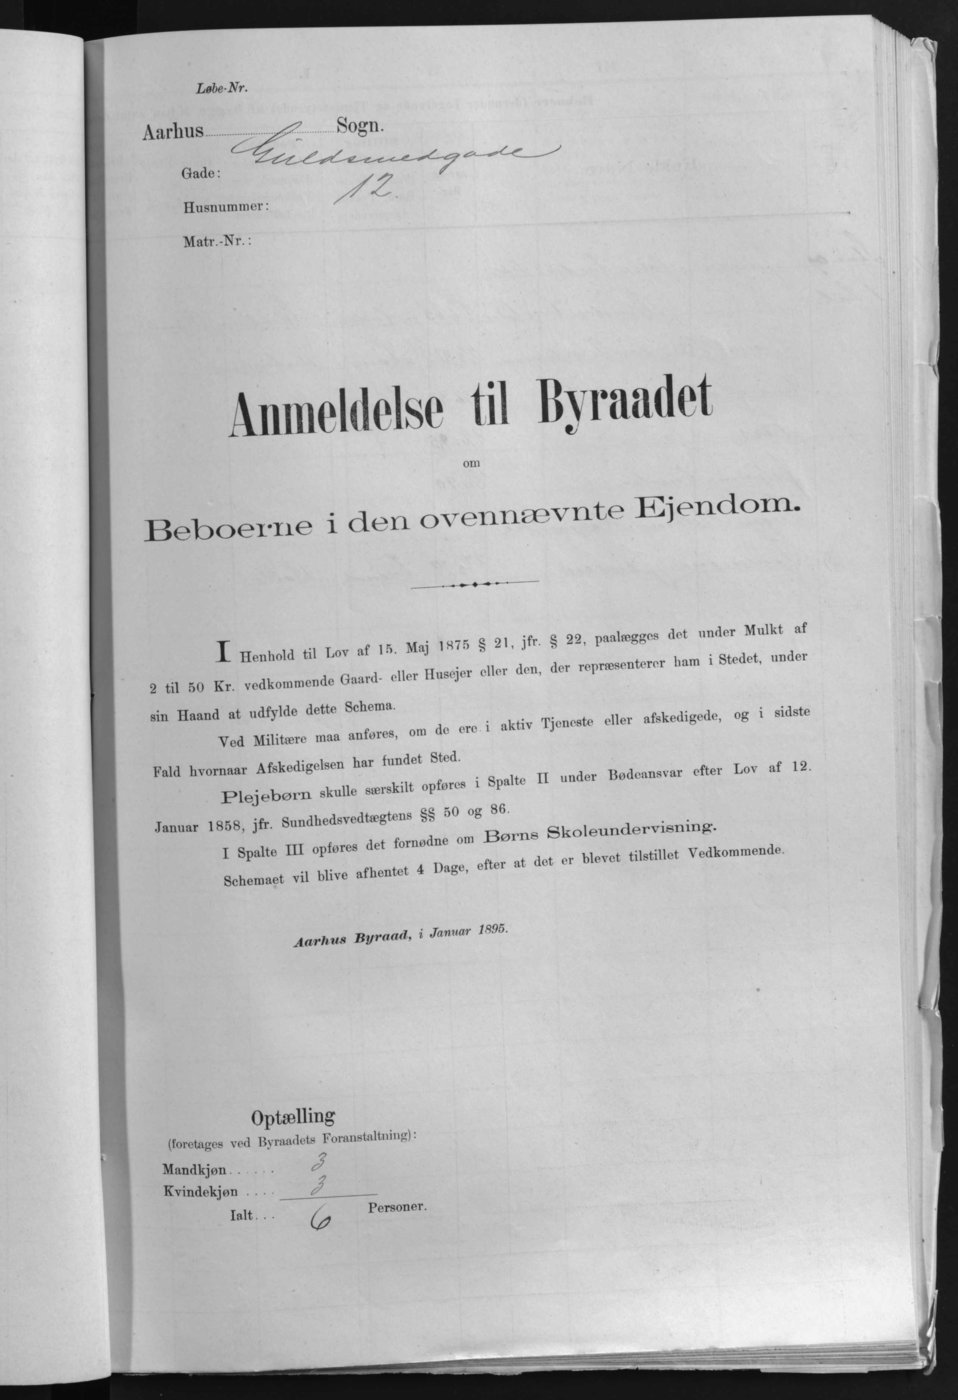 Løbe-Nr.
Aarhus Sogn.
Gade: Guldsmedgade
Husnummer: 12.
Matr.-Nr.:
Anmeldelse til Byraadet
om
Beboerne i den ovennævnte Ejendom.
I Henhold til Lov af 15. Maj 1875 § 21, jfr. § 22, paalægges det under Mulkt af
2 til 50 Kr. vedkommende Gaard- eller Husejer eller den, der repræsenterer ham i Stedet, under
sin Haand at udfylde dette Schema.
Ved Militære maa anføres, om de ere i aktiv Tjeneste eller afskedigede, og i sidste
Fald hvornaar Afskedigelsen har fundet Sted.
Plejebørn skulle særskilt opføres i Spalte II under Bødeansvar efter Lov af 12.
Januar 1858, jfr. Sundhedsvedtægtens §§ 50 og 86.
I Spalte III opføres det fornødne om Børns Skoleundervisning.
Schemaet vil blive afhentet 4 Dage, efter at det er blevet tilstillet Vedkommende.
Aarhus Byraad, i Januar 1895.
Optælling
(foretages ved Byraadets Foranstaltning):
Mandkjøn...... 3
Kvindekjøn .... 3
Ialt... 6 Personer.